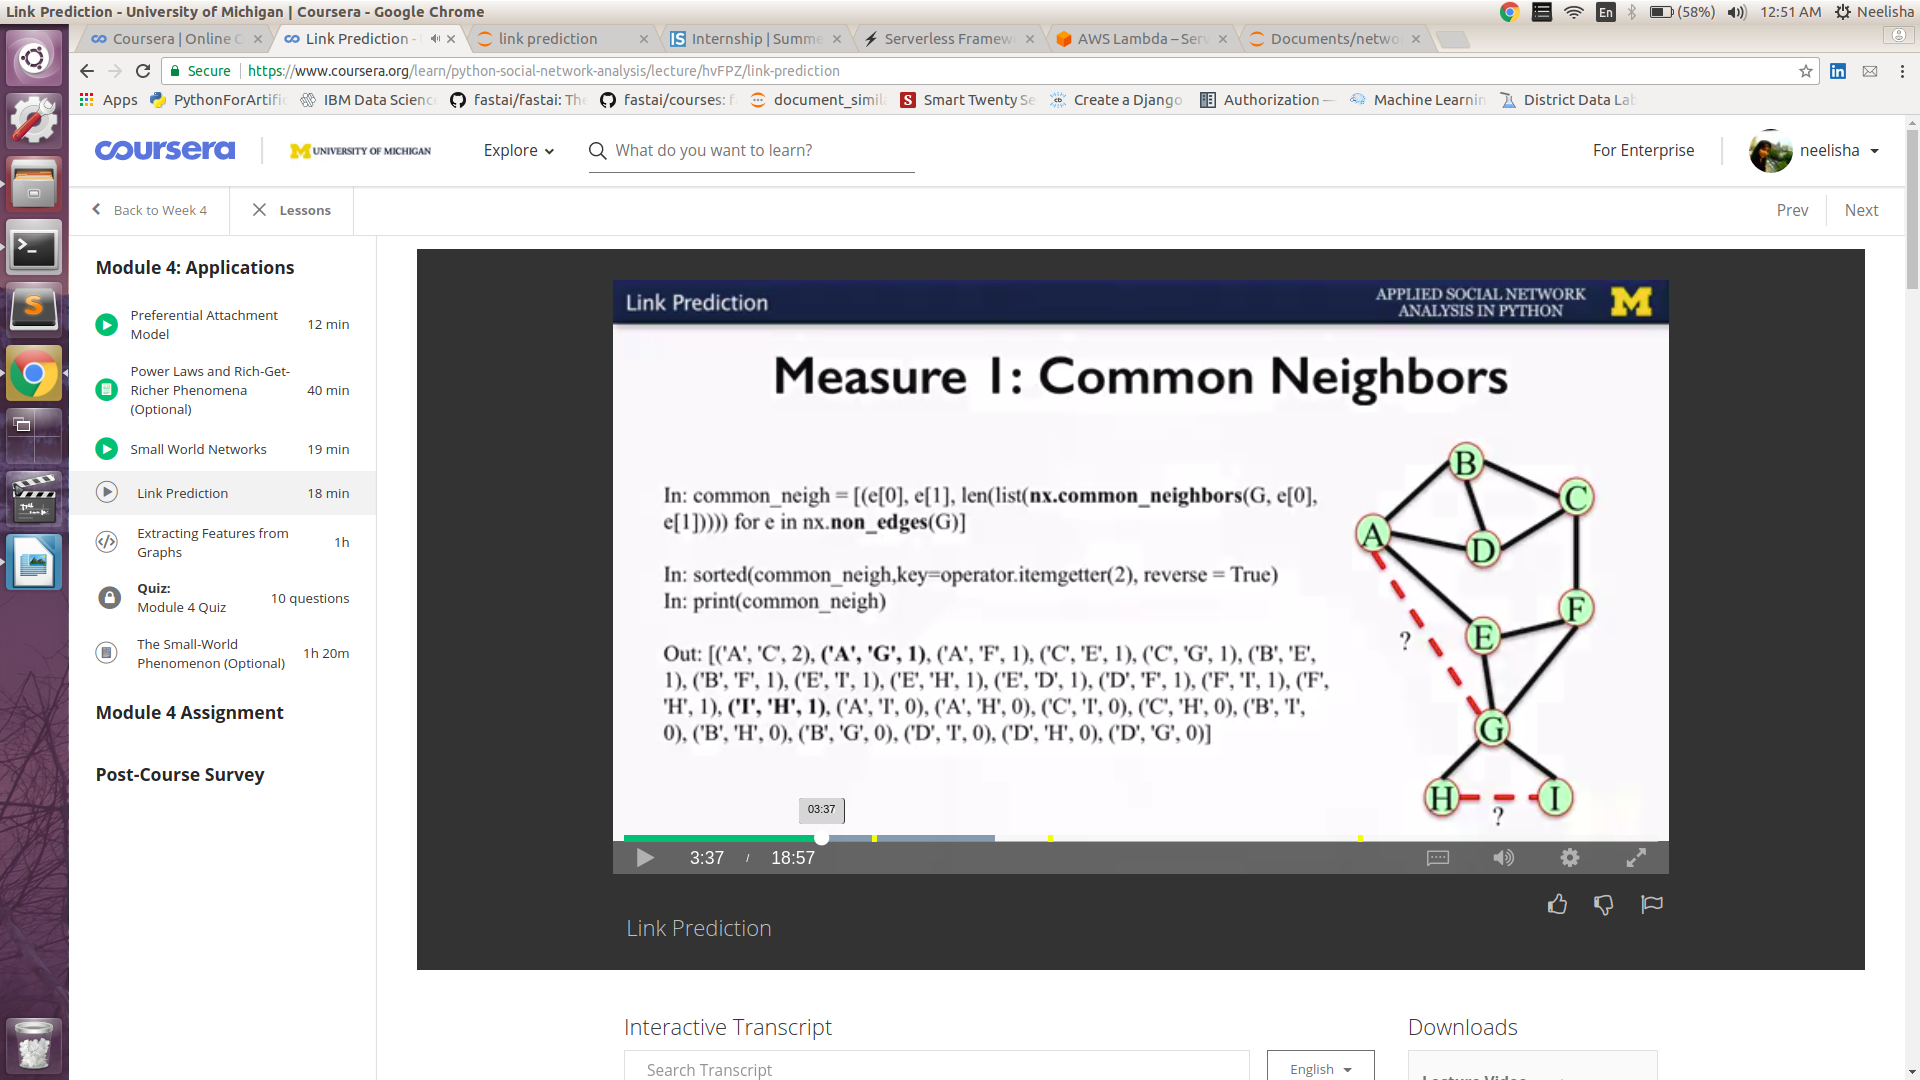 Link Prediction - University of Michigan | Coursera - Google Chrome
En
(58%)
12:51 AM
Neelisha
Coursera | Online C
Link Prediction -
link prediction
Internship | Summe
Serverless Framew
AWS Lambda – Serv
Documents/netwo
Secure
https://www.coursera.org/learn/python-social-network-analysis/lecture/hvFPZ/link-prediction
Apps
PythonForArtifi
IBM Data Scienc
fastai/fastai: The
fastai/courses: f
document_simil
Smart Twenty Se
Create a Django
Authorization —
Machine Learnin
District Data Lab
coursera
M UNIVERSITY OF MICHIGAN
Explore
What do you want to learn?
For Enterprise
neelisha
Back to Week 4
Lessons
Prev
Next
Module 4: Applications
Preferential Attachment
Model
12 min
Power Laws and Rich-Get-
Richer Phenomena
(Optional)
40 min
Small World Networks
19 min
Link Prediction
18 min
Extracting Features from
Graphs
1h
Quiz:
Module 4 Quiz
10 questions
The Small-World
Phenomenon (Optional)
1h 20m
Module 4 Assignment
Post-Course Survey
Link Prediction
APPLIED SOCIAL NETWORK
ANALYSIS IN PYTHON
M
Measure 1: Common Neighbors
In: common_neigh = [(e[0], e[1], len(list(nx.common_neighbors(G, e[0],
e[1])))) for e in nx.non_edges(G)]
In: sorted(common_neigh,key=operator.itemgetter(2), reverse = True)
In: print(common_neigh)
Out: [('A', 'C', 2), ('A', 'G', 1), ('A', 'F', 1), ('C', 'E', 1), ('C', 'G', 1), ('B', 'E',
1), ('B', 'F', 1), ('E', 'I', 1), ('E', 'H', 1), ('E', 'D', 1), ('D', 'F', 1), ('F', 'I', 1), ('F',
'H', 1), ('I', 'H', 1), ('A', 'I', 0), ('A', 'H', 0), ('C', 'I', 0), ('C', 'H', 0), ('B', 'I',
0), ('B', 'H', 0), ('B', 'G', 0), ('D', 'I', 0), ('D', 'H', 0), ('D', 'G', 0)]
B
C
A
D
F
E
?
G
H
I
?
03:37
3:37 / 18:57
Link Prediction
Interactive Transcript
Downloads
Search Transcript
English
Lecture Video